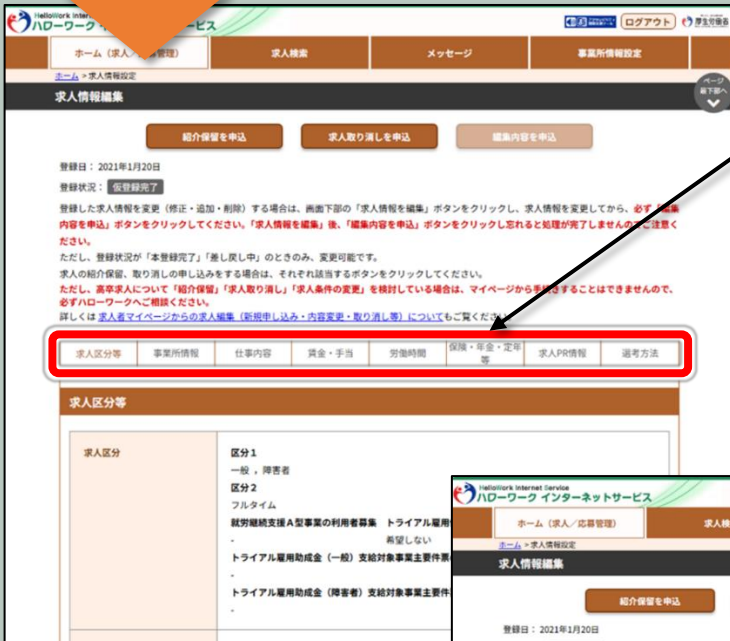 HelloWork Inter
ハローワーク インターネットサービス
ログアウト
厚生労働省
ホーム（求人／応募管理）
求人検索
メッセージ
事業所情報設定
ホーム > 求人情報設定
ページ
最下部へ
求人情報編集
紹介保留を申込
求人取り消しを申込
編集内容を申込
登録日： 2021年1月20日
登録状況： 仮登録完了
登録した求人情報を変更（修正・追加・削除）する場合は、画面下部の「求人情報を編集」ボタンをクリックし、求人情報を変更してから、必ず「編集
内容を申込」ボタンをクリックしてください。「求人情報を編集」後、「編集内容を申込」ボタンをクリックし忘れると処理が完了しませんのでご注意く
ださい。
ただし、登録状況が「本登録完了」「差し戻し中」のときのみ、変更可能です。
求人の紹介保留、取り消しの申し込みをする場合は、それぞれ該当するボタンをクリックしてください。
ただし、高卒求人について「紹介保留」「求人取り消し」「求人条件の変更」を検討している場合は、マイページから手続きすることはできませんので、
必ずハローワークへご相談ください。
詳しくは 求人者マイページからの求人編集（新規申し込み・内容変更・取り消し等）についてもご覧ください
求人区分等
事業所情報
仕事内容
賃金・手当
労働時間
保険・年金・定年
等
求人PR情報
選考方法
求人区分等
求人区分
区分1
一般 ，障害者
区分2
フルタイム
就労継続支援A型事業の利用者募集 トライアル雇用
- 希望しない
トライアル雇用助成金（一般）支給対象事業主要件票
-
トライアル雇用助成金（障害者）支給対象事業主要件
-
HelloWork Internet Service
ハローワーク インターネットサービス
ホーム（求人／応募管理）
求人検
ホーム > 求人情報設定
求人情報編集
紹介保留を申込
登録日： 2021年1月20日